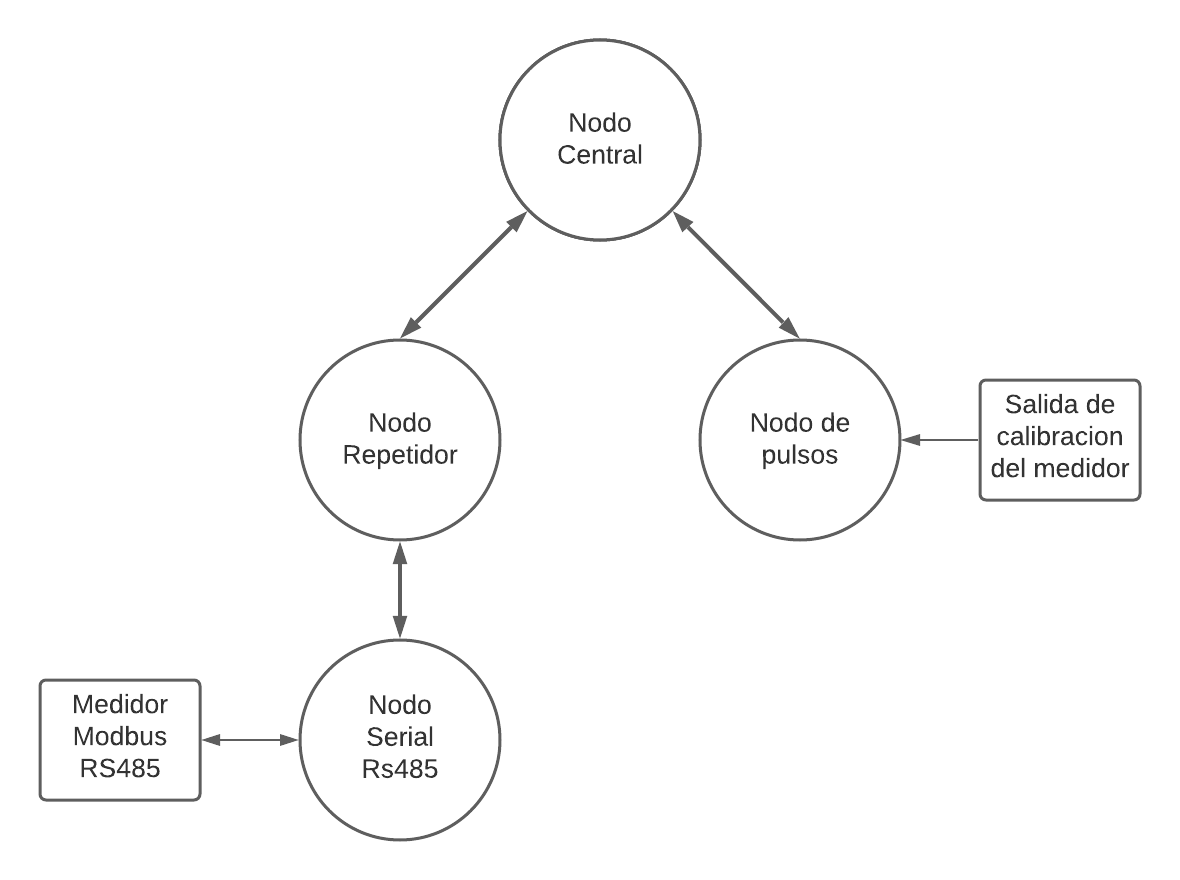 Nodo
Central
Nodo
Repetidor
Nodo de
pulsos
Salida de
calibracion
del medidor
Medidor
Modbus
RS485
Nodo
Serial
Rs485